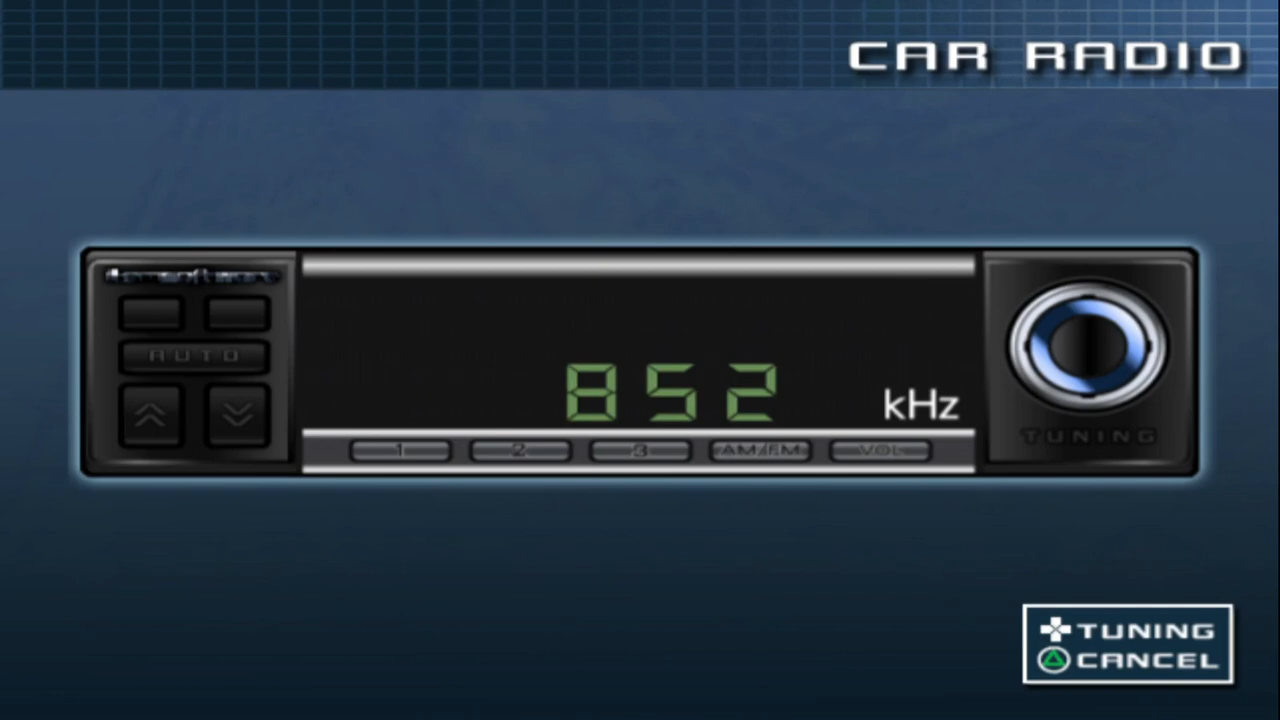 CAR RADIO
AUTO
852 kHz
1 2 3 AM/FM VOL
TUNING
TUNING
CANCEL